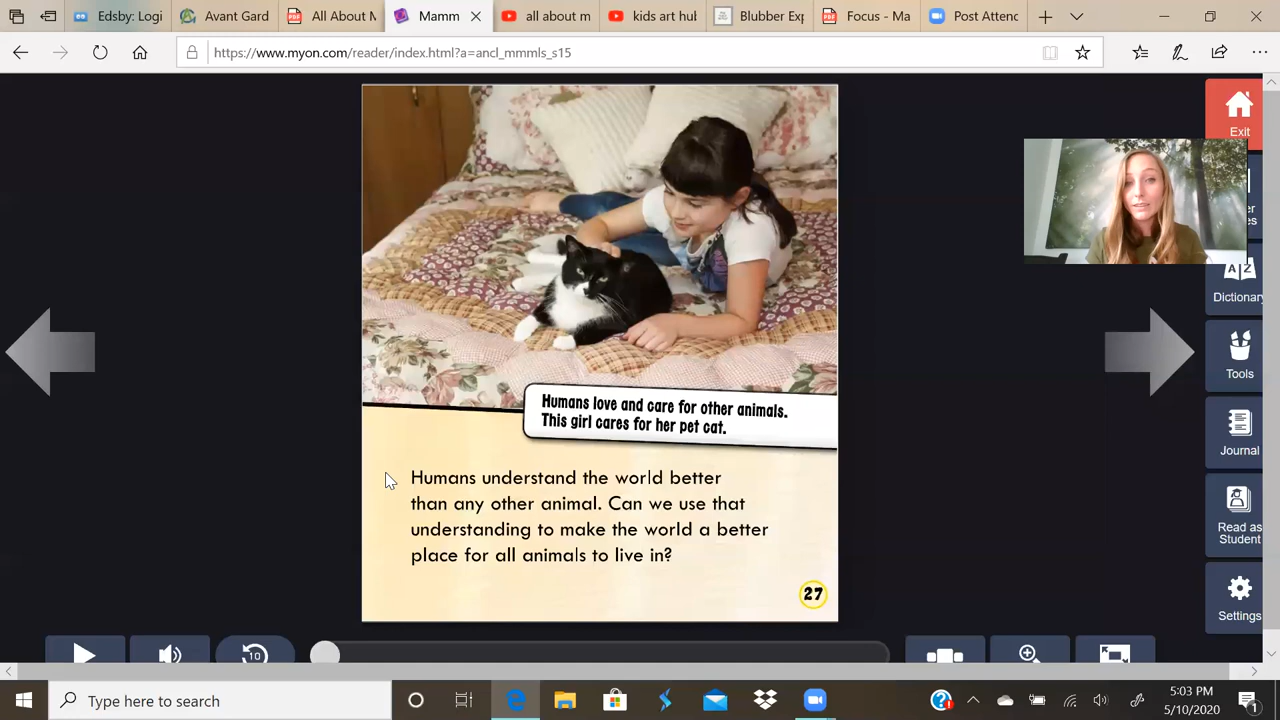 Edsby: Logi
Avant Gard
All About M
Mamm
all about m
kids art hu
Blubber Exp
Focus - Ma
Post Attenc
https://www.myon.com/reader/index.html?a=ancl_mmmls_s15
Exit
A Z
Dictionar
Tools
Journal
Read as
Student
Settings
Humans love and care for other animals.
This girl cares for her pet cat.
Humans understand the world better
than any other animal. Can we use that
understanding to make the world a better
place for all animals to live in?
27
10
Type here to search
5:03 PM
5/10/2020
1